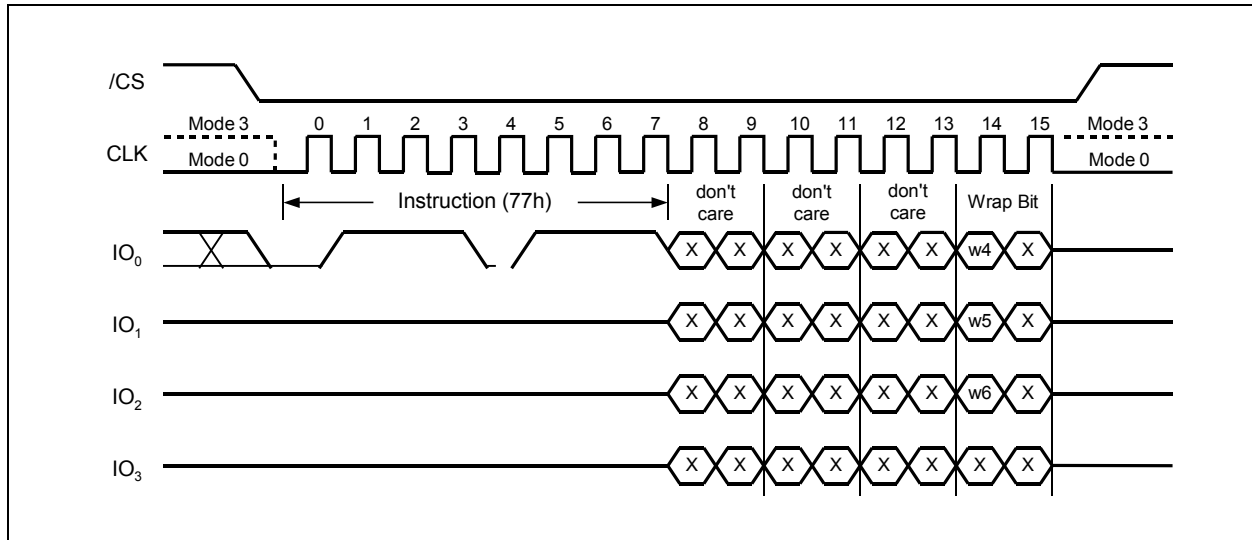 /CS
Mode 3 0 1 2 3 4 5 6 7 8 9 10 11 12 13 14 15 Mode 3
CLK Mode 0 Mode 0
Instruction (77h) don't care don't care don't care Wrap Bit
IO0 X X X X X X w4 X
IO1 X X X X X X w5 X
IO2 X X X X X X w6 X
IO3 X X X X X X X X